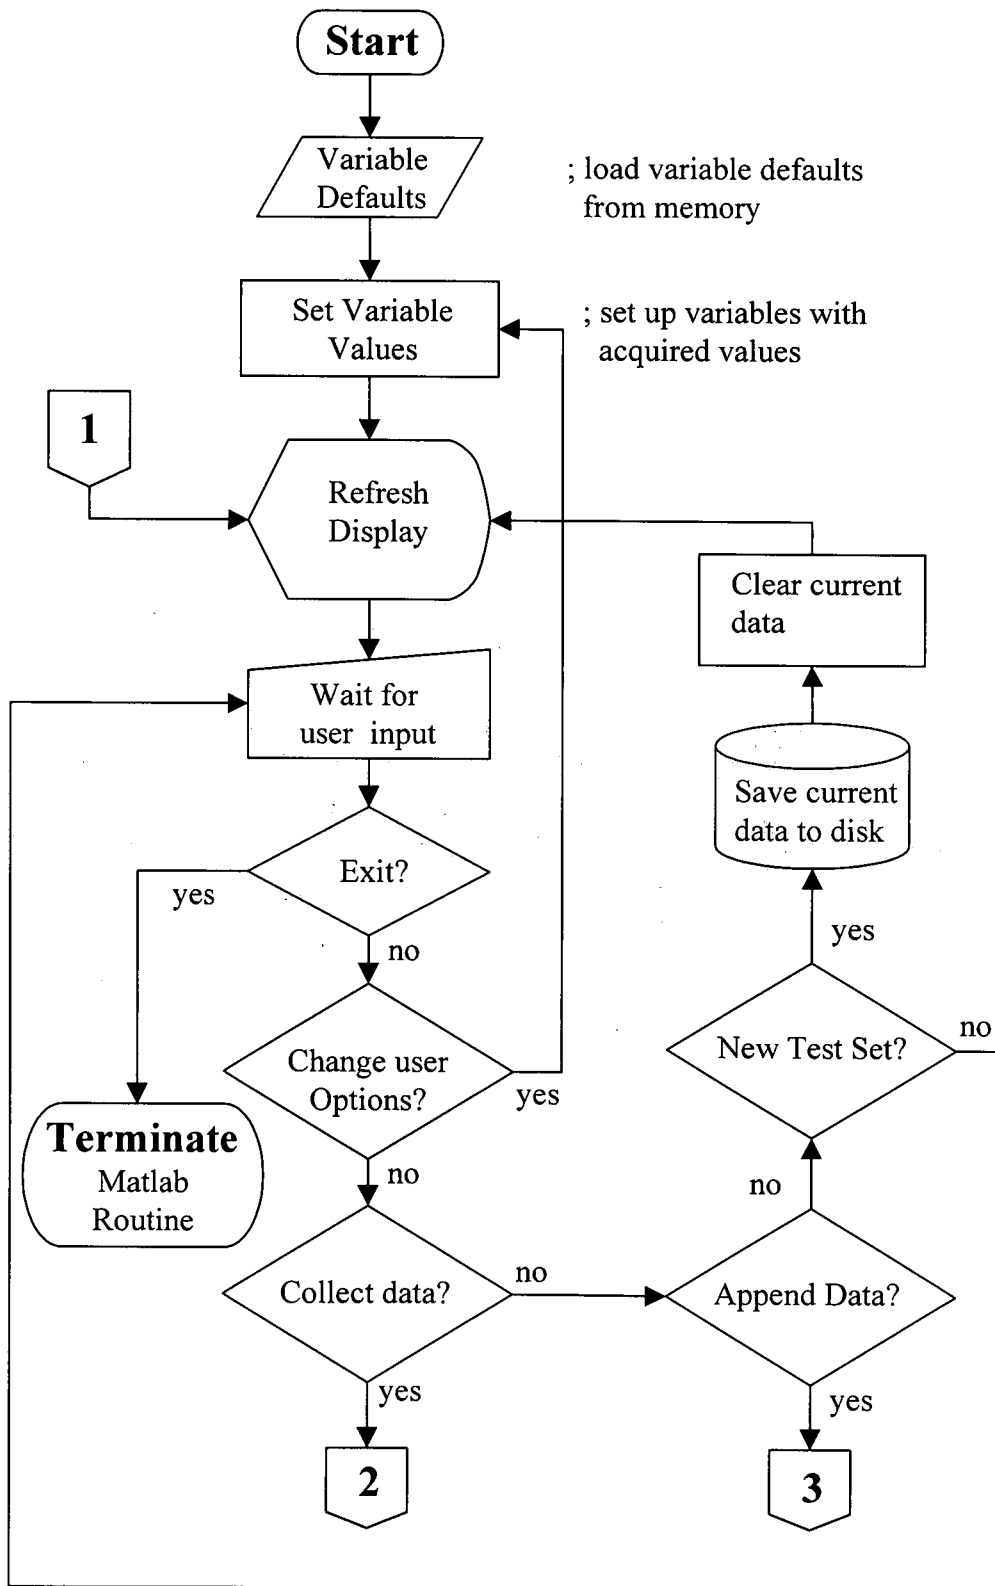 Start
Variable
Defaults
; load variable defaults
from memory
Set Variable
Values
; set up variables with
acquired values
1
Refresh
Display
Clear current
data
Wait for
user input
Save current
data to disk
Exit?
yes
no
yes
New Test Set?
no
Change user
Options?
yes
Terminate
Matlab
Routine
no
no
Collect data?
no
Append Data?
yes
yes
2
3